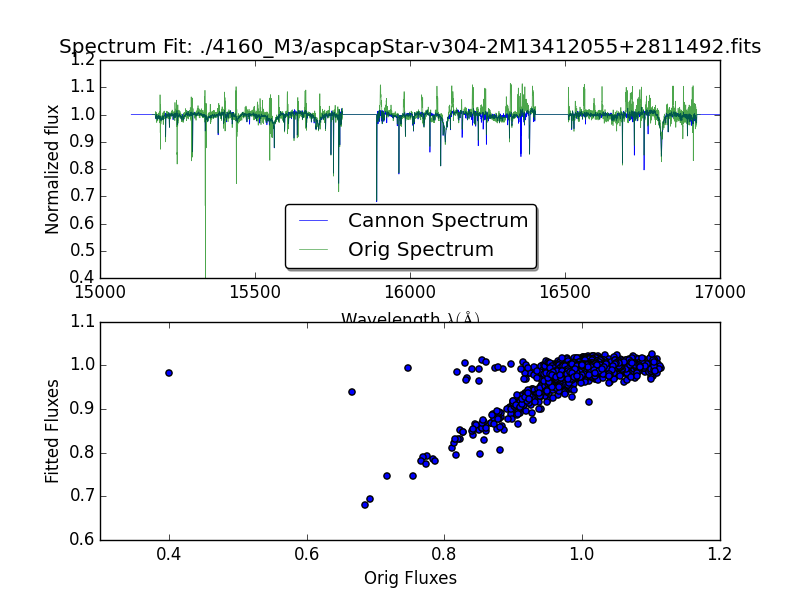 Spectrum Fit: ./4160_M3/aspcapStar-v304-2M13412055+2811492.fits
1.2
1.1
1.0
0.9
0.8
0.7
0.6
0.5
0.4
Normalized flux
Cannon Spectrum
Orig Spectrum
15000 15500 16000 16500 17000
Wavelength λ(Å)
1.1
1.0
0.9
0.8
0.7
0.6
Fitted Fluxes
0.4 0.6 0.8 1.0 1.2
Orig Fluxes